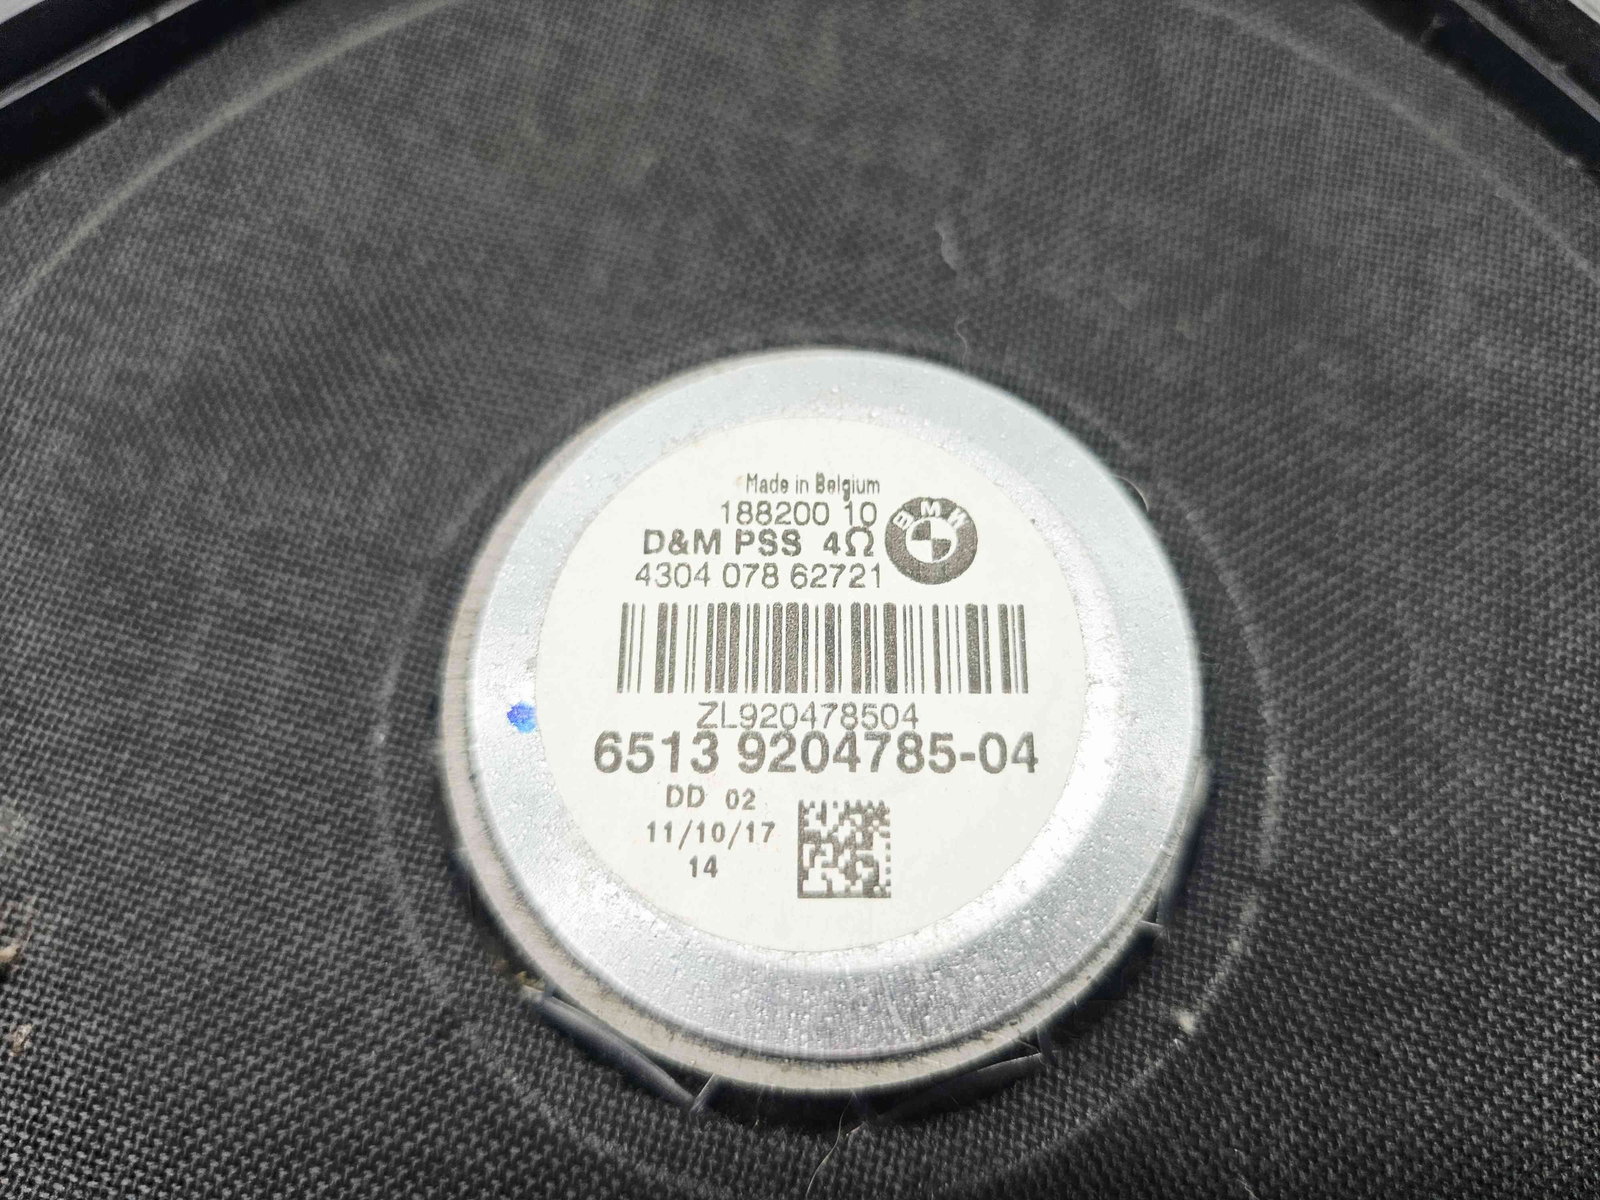 Made in Belgium
188200 10
BMW
D&M PSS 4Ω
4304 078 62721
ZL920478504
6513 9204785-04
DD 02
11/10/17
14